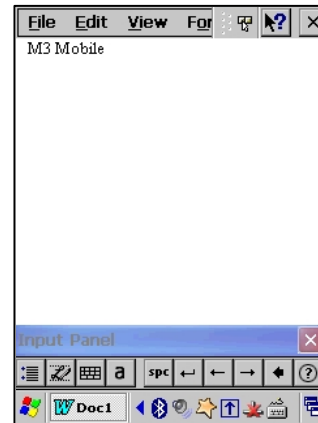 File Edit View For ?
M3 Mobile
Input Panel
a spc ?
W Doc1